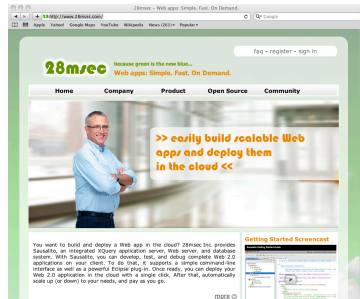 28msec - Web apps: Simple. Fast. On Demand.
http://www.28msec.com/
Google
Apple Yahoo! Google Maps YouTube Wikipedia News (261) Popular
faq - register - sign in
28msec
because green is the new blue...
Web apps: Simple. Fast. On Demand.
Home Company Product Open Source Community
>> easily build scalable Web
apps and deploy them
in the cloud <<
You want to build and deploy a Web app in the cloud? 28msec Inc. provides
Sausalito, an integrated XQuery application server, Web server, and database
system. With Sausalito, you can develop, test, and debug complete Web 2.0
applications on your client. To do that, it supports a simple command-line
interface as well as a powerful Eclipse plug-in. Once ready, you can deploy your
Web 2.0 application in the cloud with a single click. After that, automatically
scale up (or down) to your needs, and pay as you go.
more
Getting Started Screencast